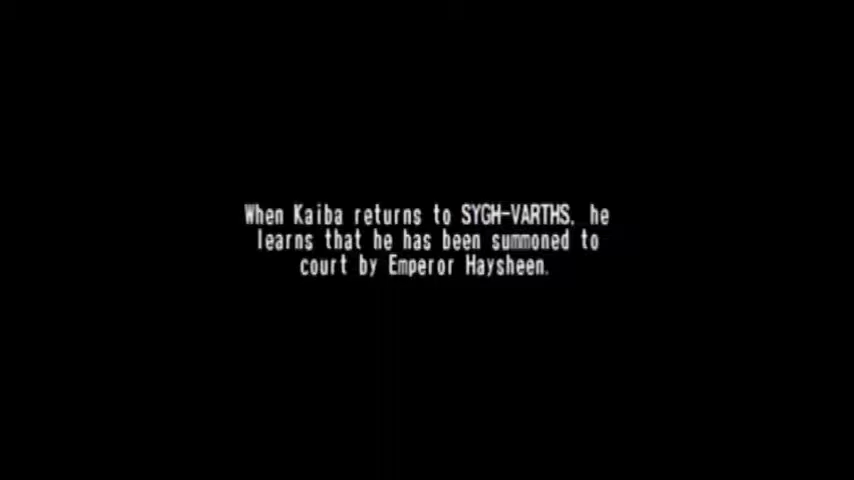 When Kaiba returns to SYGH-VARTHS, he
learns that he has been summoned to
court by Emperor Haysheen.